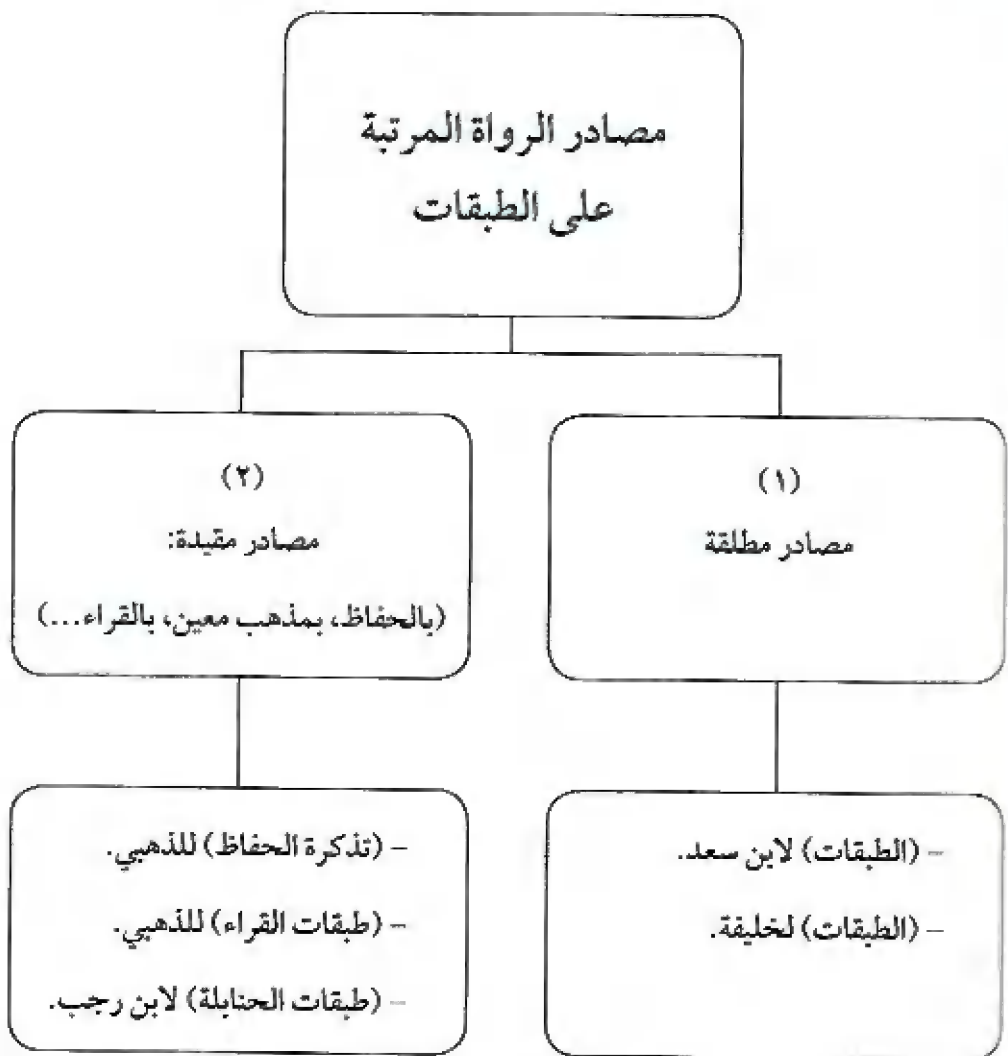 مصادر الرواة المرتبة
على الطبقات
(١)
مصادر مطلقة
(٢)
مصادر مقيدة:
(بالحفاظ، بمذهب معين، بالقراء...)
– (الطبقات) لابن سعد.
– (الطبقات) لخليفة.
– (تذكرة الحفاظ) للذهبي.
– (طبقات القراء) للذهبي.
– (طبقات الحنابلة) لابن رجب.